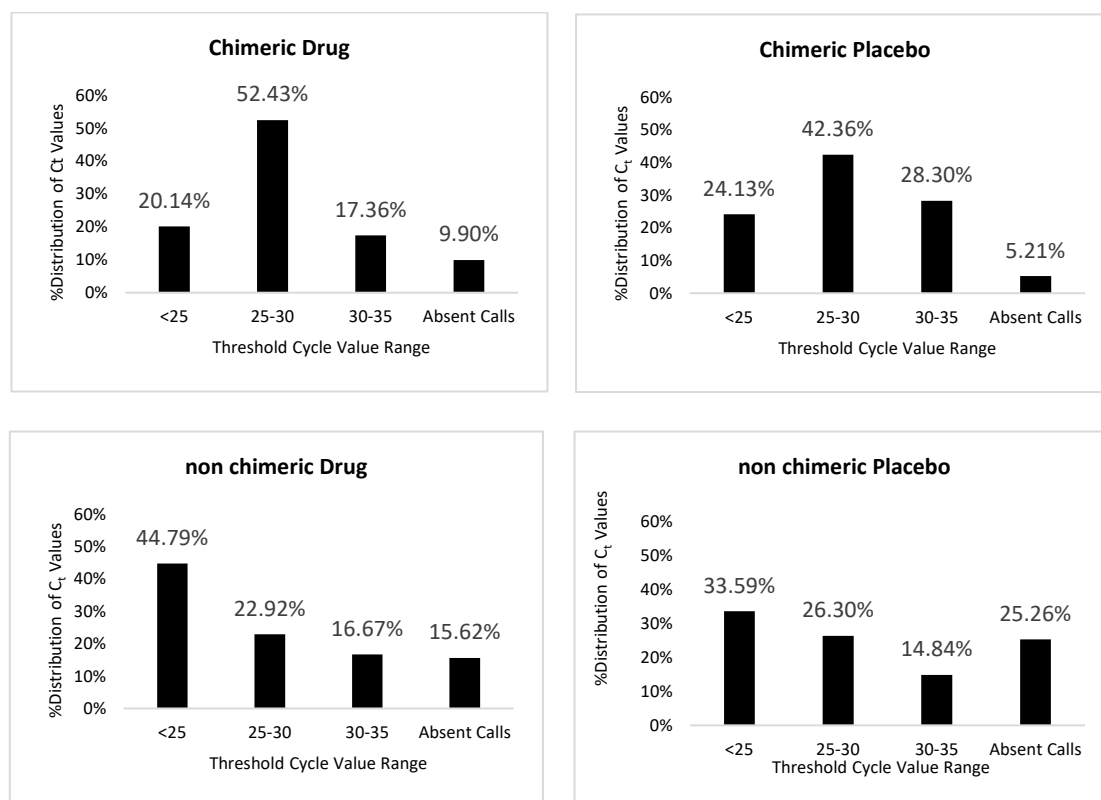 Chimeric Drug
%Distribution of Ct Values
60%
50%
40%
30%
20%
10%
0%
20.14%
52.43%
17.36%
9.90%
<25 25-30 30-35 Absent Calls
Threshold Cycle Value Range
Chimeric Placebo
%Distribution of Cₜ Values
60%
50%
40%
30%
20%
10%
0%
24.13%
42.36%
28.30%
5.21%
<25 25-30 30-35 Absent Calls
Threshold Cycle Value Range
non chimeric Drug
%Distribution of Cₜ Values
60%
50%
40%
30%
20%
10%
0%
44.79%
22.92%
16.67%
15.62%
<25 25-30 30-35 Absent Calls
Threshold Cycle Value Range
non chimeric Placebo
%Distribution of Cₜ Values
60%
50%
40%
30%
20%
10%
0%
33.59%
26.30%
14.84%
25.26%
<25 25-30 30-35 Absent Calls
Threshold Cycle Value Range